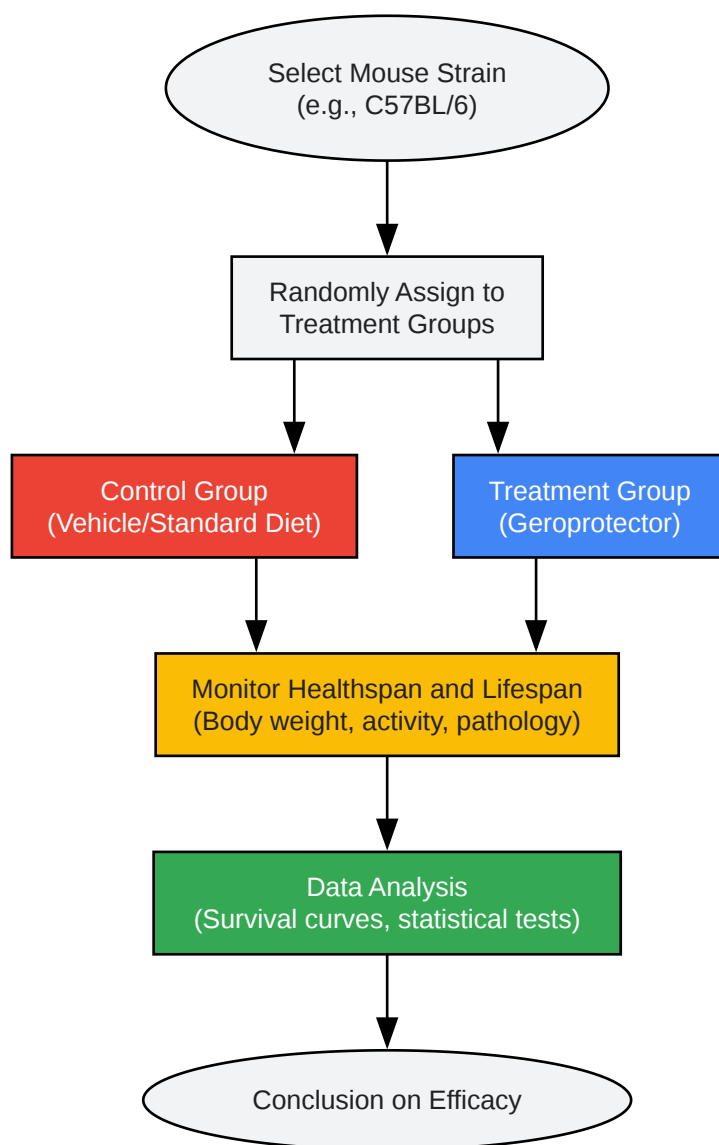 Select Mouse Strain
(e.g., C57BL/6)
Randomly Assign to
Treatment Groups
Control Group
(Vehicle/Standard Diet)
Treatment Group
(Geroprotector)
Monitor Healthspan and Lifespan
(Body weight, activity, pathology)
Data Analysis
(Survival curves, statistical tests)
Conclusion on Efficacy